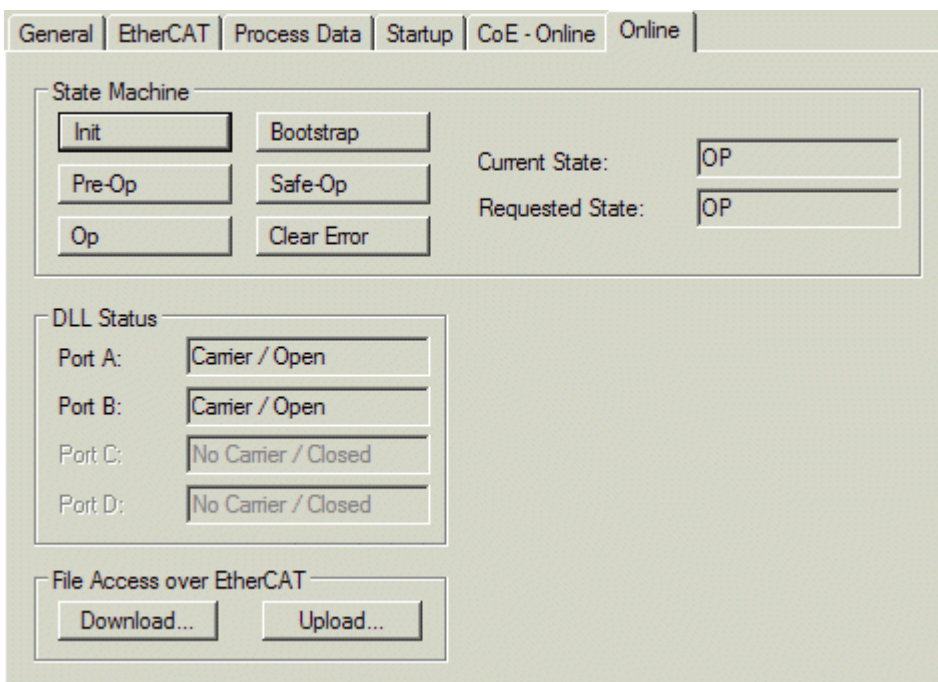 General EtherCAT Process Data Startup CoE - Online Online
State Machine
Init Bootstrap
Current State: OP
Pre-Op Safe-Op
Requested State: OP
Op Clear Error
DLL Status
Port A: Carrier / Open
Port B: Carrier / Open
Port C: No Carrier / Closed
Port D: No Carrier / Closed
File Access over EtherCAT
Download... Upload...